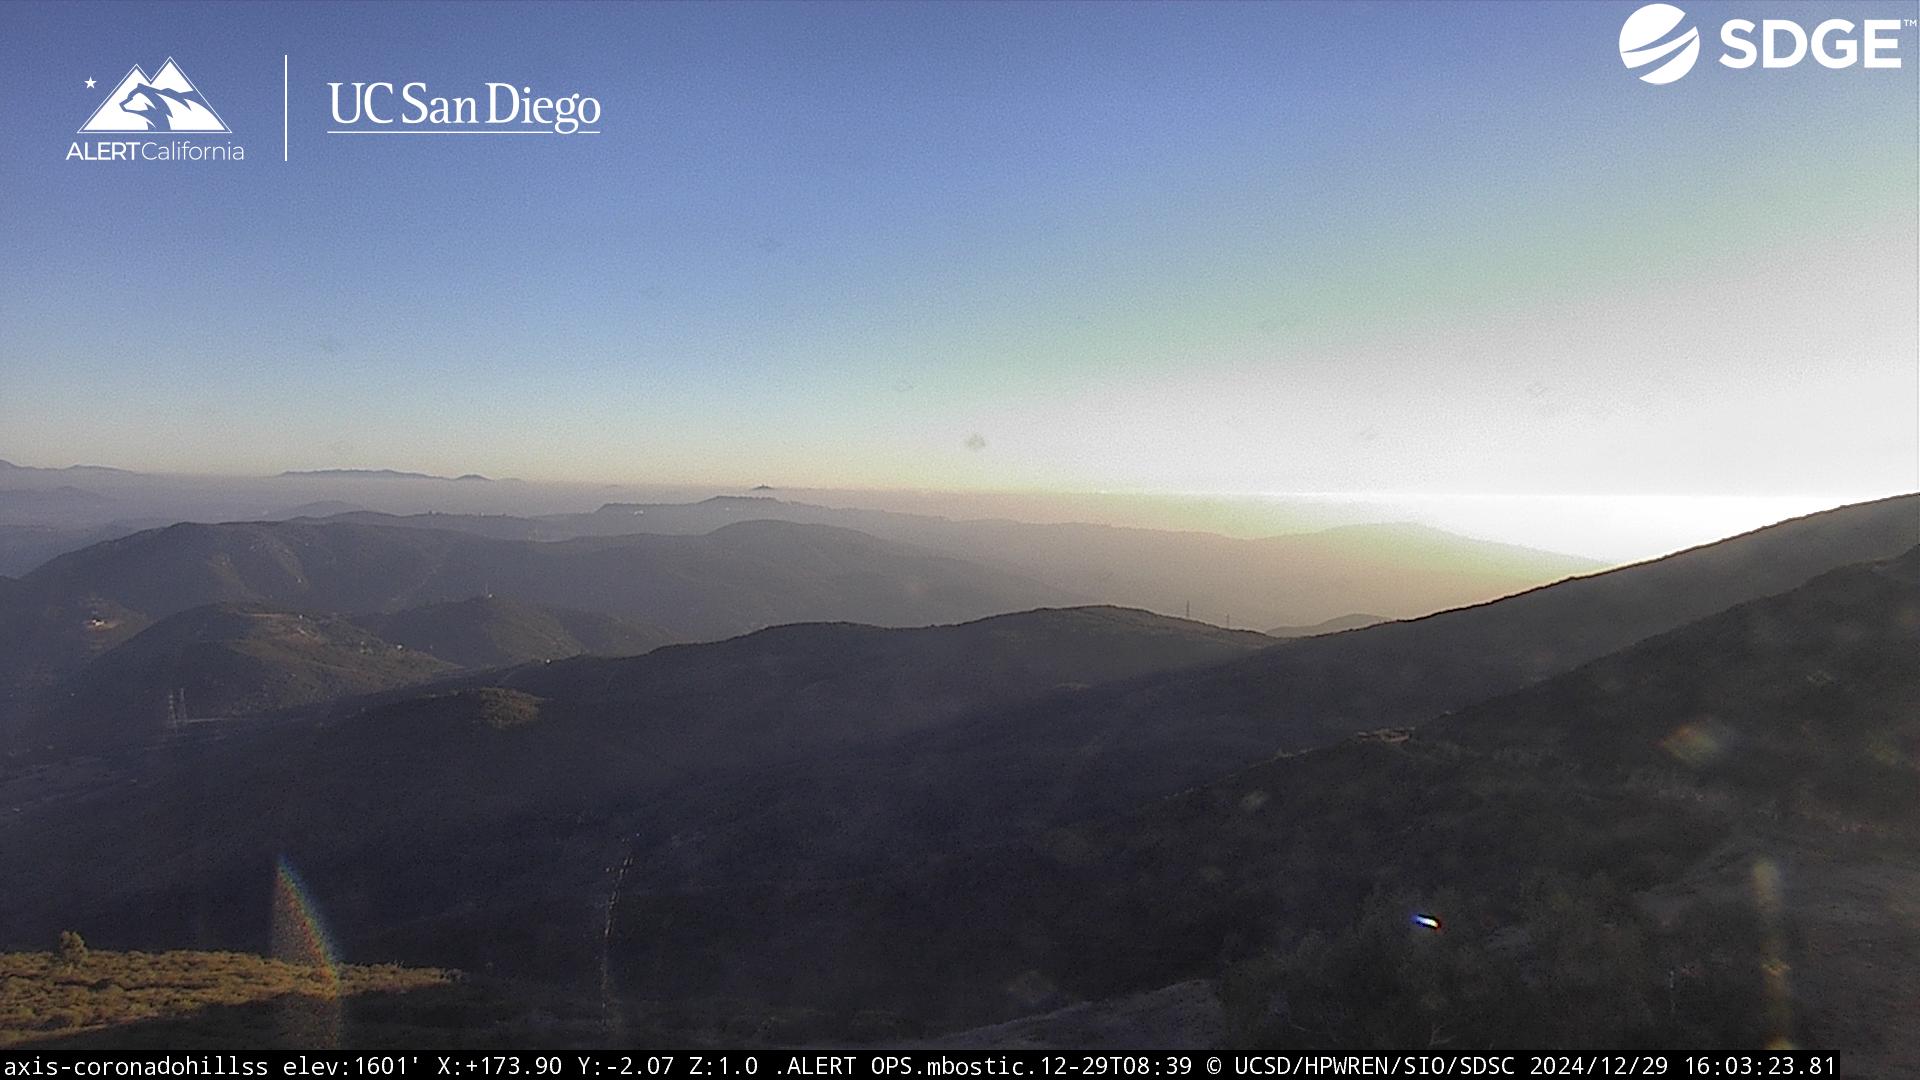 ALERTCalifornia
UC San Diego
SDGE™
axis-coronadohillss elev:1601' X:+173.90 Y:-2.07 Z:1.0 .ALERT OPS.mbostic.12-29T08:39 © UCSD/HPWREN/SIO/SDSC 2024/12/29 16:03:23.81